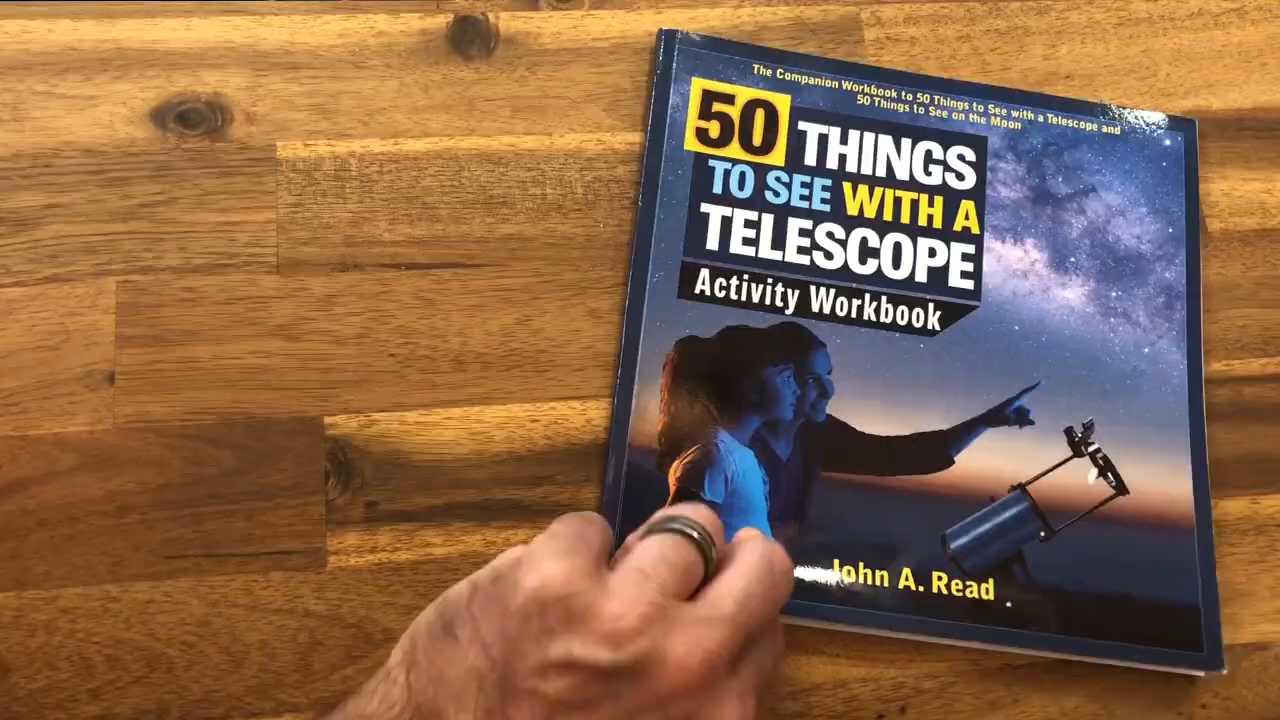 The Companion Workbook to 50 Things to See with a Telescope and
50 Things to See on the Moon
50 THINGS
TO SEE WITH A
TELESCOPE
Activity Workbook
John A. Read